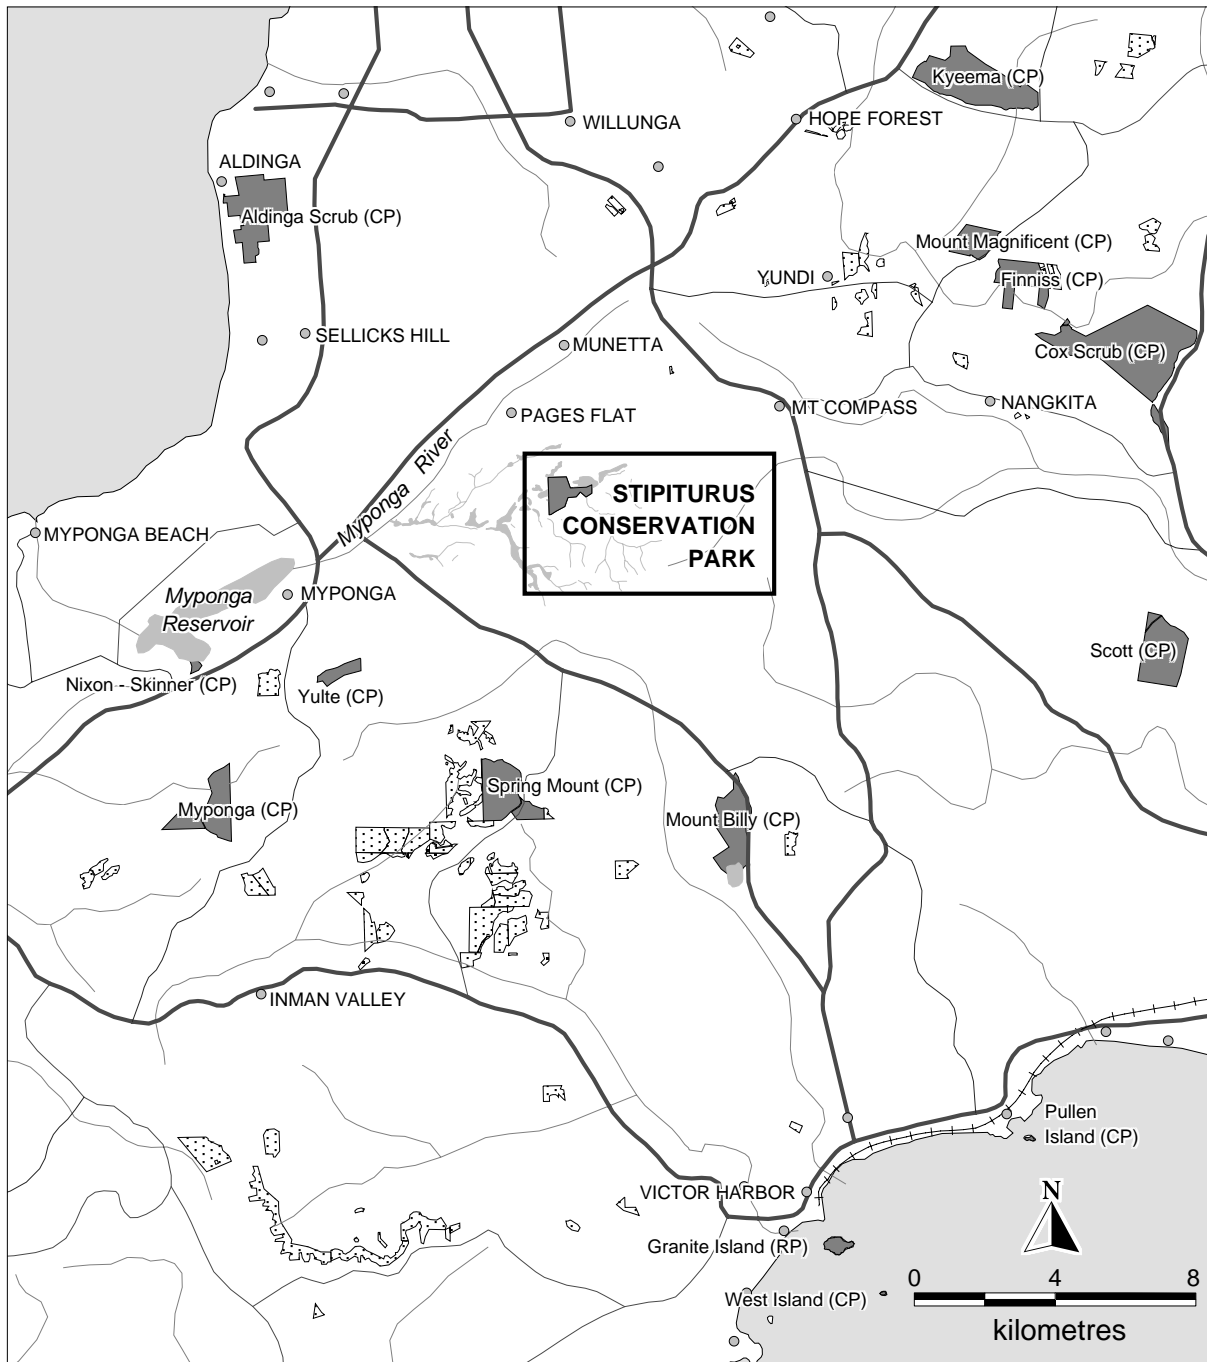 Kyeema (CP)
WILLUNGA
HOPE FOREST
ALDINGA
Aldinga Scrub (CP)
Mount Magnificent (CP)
YUNDI
Finniss (CP)
SELLICKS HILL
MUNETTA
Cox Scrub (CP)
PAGES FLAT
MT COMPASS
NANGKITA
Myponga River
STIPITURUS
CONSERVATION
PARK
MYPONGA BEACH
Myponga
Reservoir
MYPONGA
Scott (CP)
Nixon - Skinner (CP)
Yulte (CP)
Spring Mount (CP)
Myponga (CP)
Mount Billy (CP)
INMAN VALLEY
Pullen
Island (CP)
VICTOR HARBOR
N
Granite Island (RP)
West Island (CP)
0 4 8
kilometres